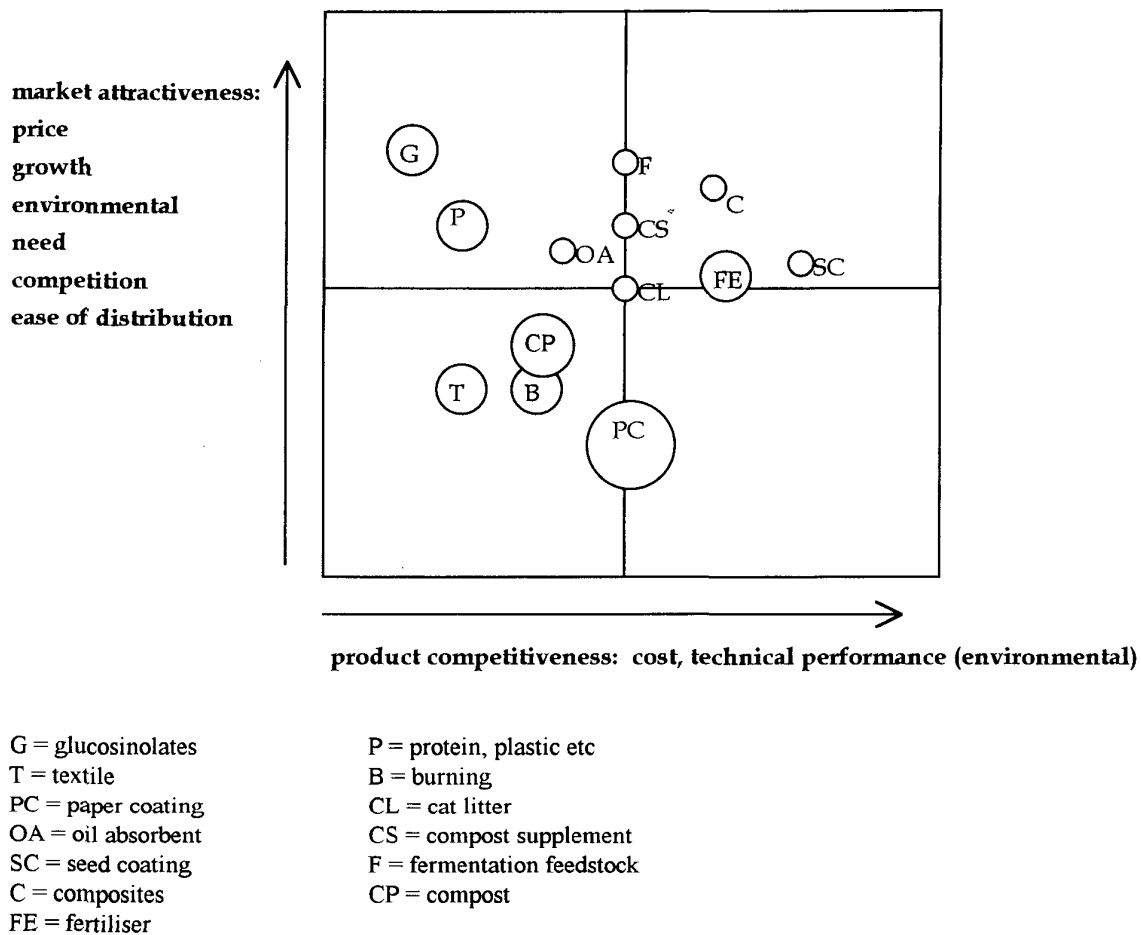 market attractiveness:
price
growth
environmental
need
competition
ease of distribution
G
F
C
P
CS
OA
SC
FE
CL
CP
T
B
PC
product competitiveness: cost, technical performance (environmental)
G = glucosinolates
T = textile
PC = paper coating
OA = oil absorbent
SC = seed coating
C = composites
FE = fertiliser
P = protein, plastic etc
B = burning
CL = cat litter
CS = compost supplement
F = fermentation feedstock
CP = compost